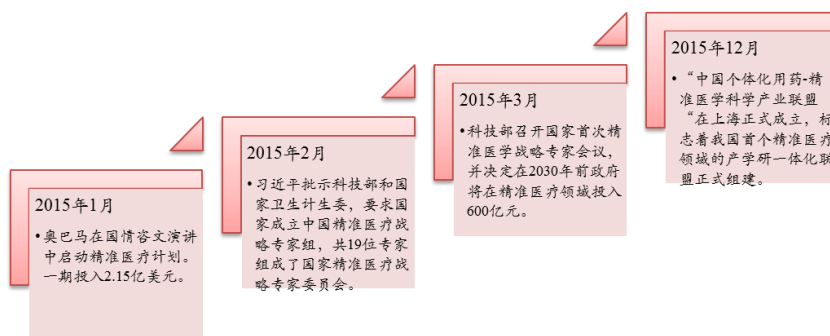 2015年1月
•奥巴马在国情咨文演讲
中启动精准医疗计划。
一期投入2.15亿美元。
2015年2月
•习近平批示科技部和国
家卫生计生委，要求国
家成立中国精准医疗战
略专家组，共19位专家
组成了国家精准医疗战
略专家委员会。
2015年3月
•科技部召开国家首次精
准医学战略专家会议，
并决定在2030年前政府
将在精准医疗领域投入
600亿元。
2015年12月
•“中国个体化用药-精
准医学科学产业联盟
“在上海正式成立，标
志着我国首个精准医疗
领域的产学研一体化联
盟正式组建。